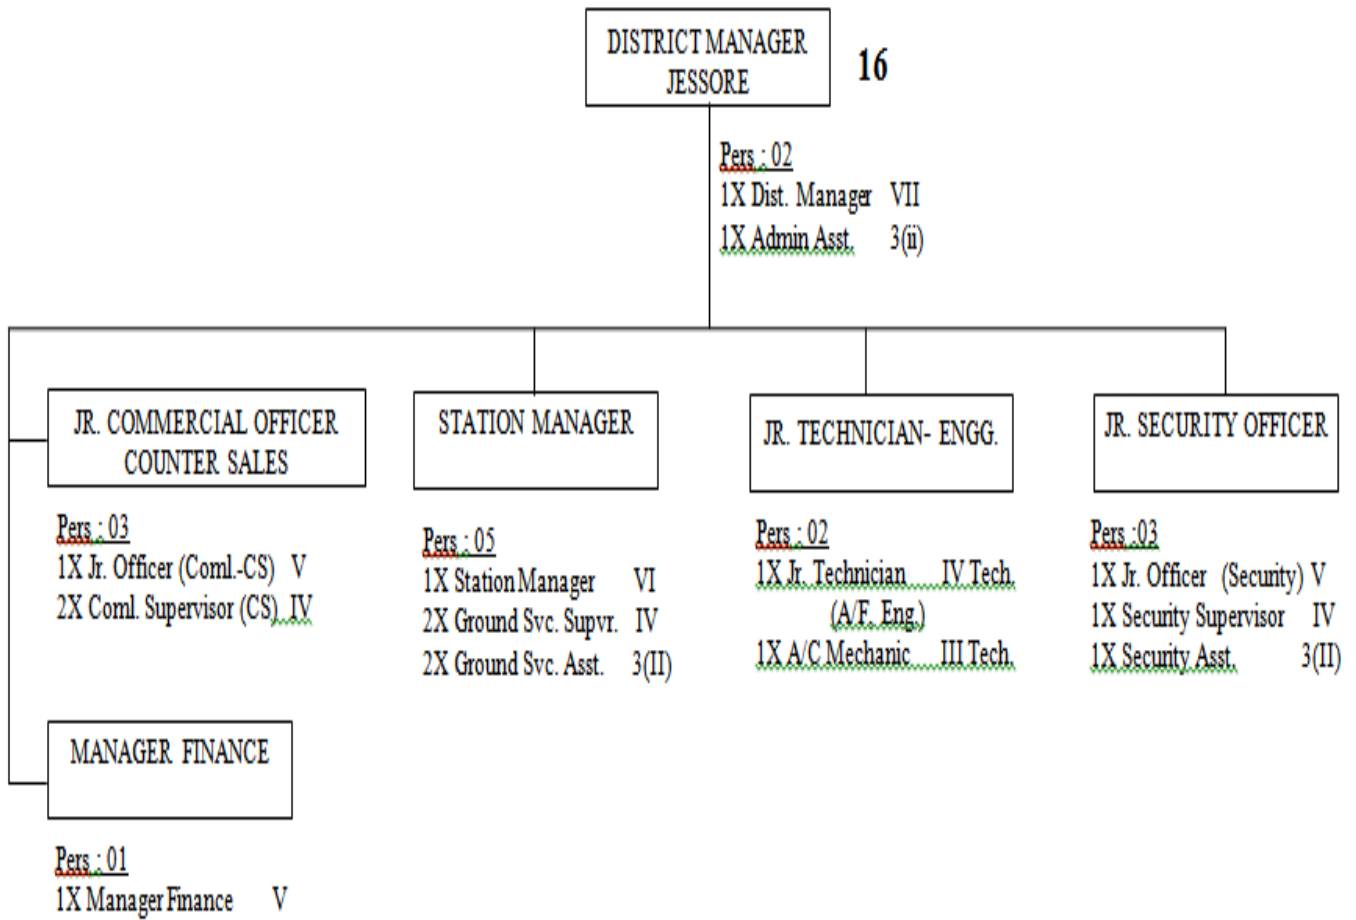 DISTRICT MANAGER
JESSORE
16
Pers : 02
1X Dist. Manager VII
1X Admin Asst. 3(ii)
JR. COMMERCIAL OFFICER
COUNTER SALES
Pers : 03
1X Jr. Officer (Coml.-CS) V
2X Coml. Supervisor (CS) IV
STATION MANAGER
Pers : 05
1X Station Manager VI
2X Ground Svc. Supvr. IV
2X Ground Svc. Asst. 3(II)
JR. TECHNICIAN- ENGG.
Pers : 02
1X Jr. Technician IV Tech.
(A/F. Eng.)
1X A/C Mechanic III Tech.
JR. SECURITY OFFICER
Pers :03
1X Jr. Officer (Security) V
1X Security Supervisor IV
1X Security Asst. 3(II)
MANAGER FINANCE
Pers : 01
1X Manager Finance V